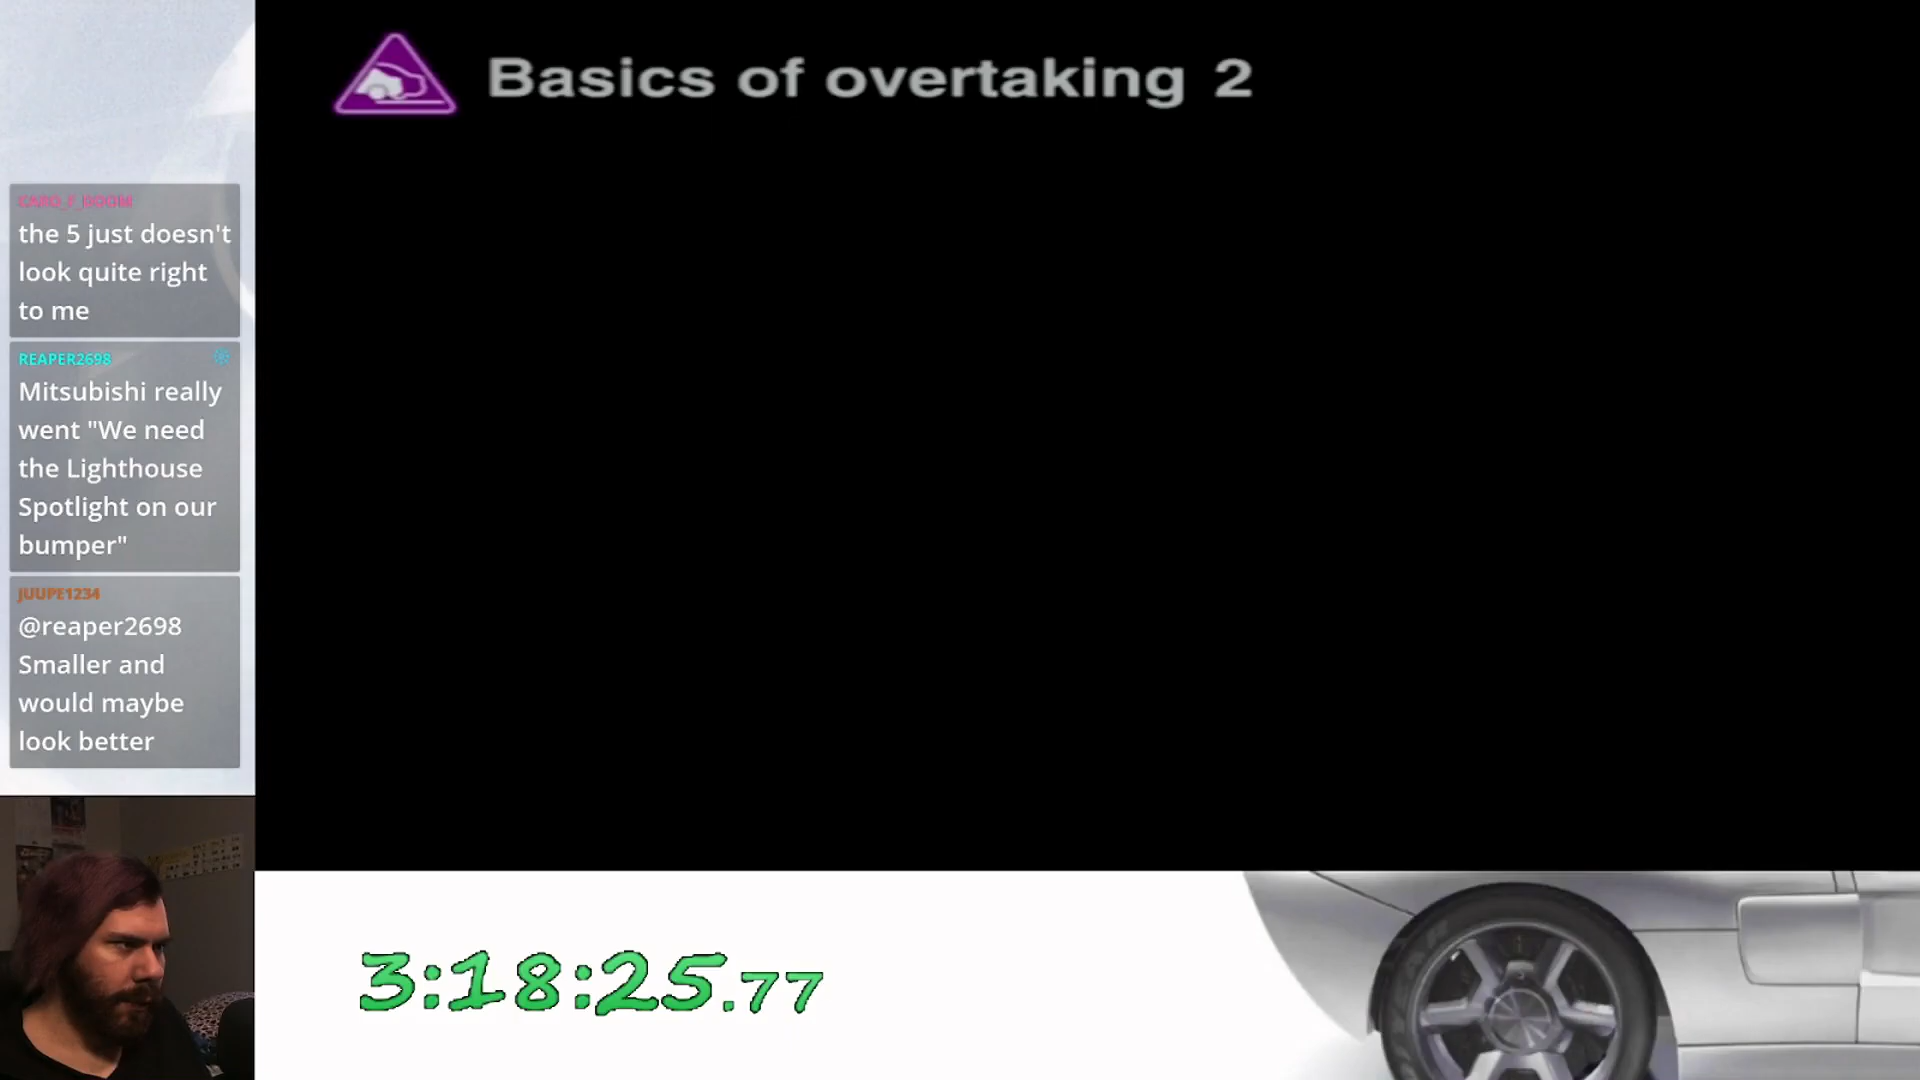 Basics of overtaking 2
the 5 just doesn't
look quite right
to me
REAPER2698
Mitsubishi really
went "We need
the Lighthouse
Spotlight on our
bumper"
JUUPE1234
@reaper2698
Smaller and
would maybe
look better
3:18:25.77